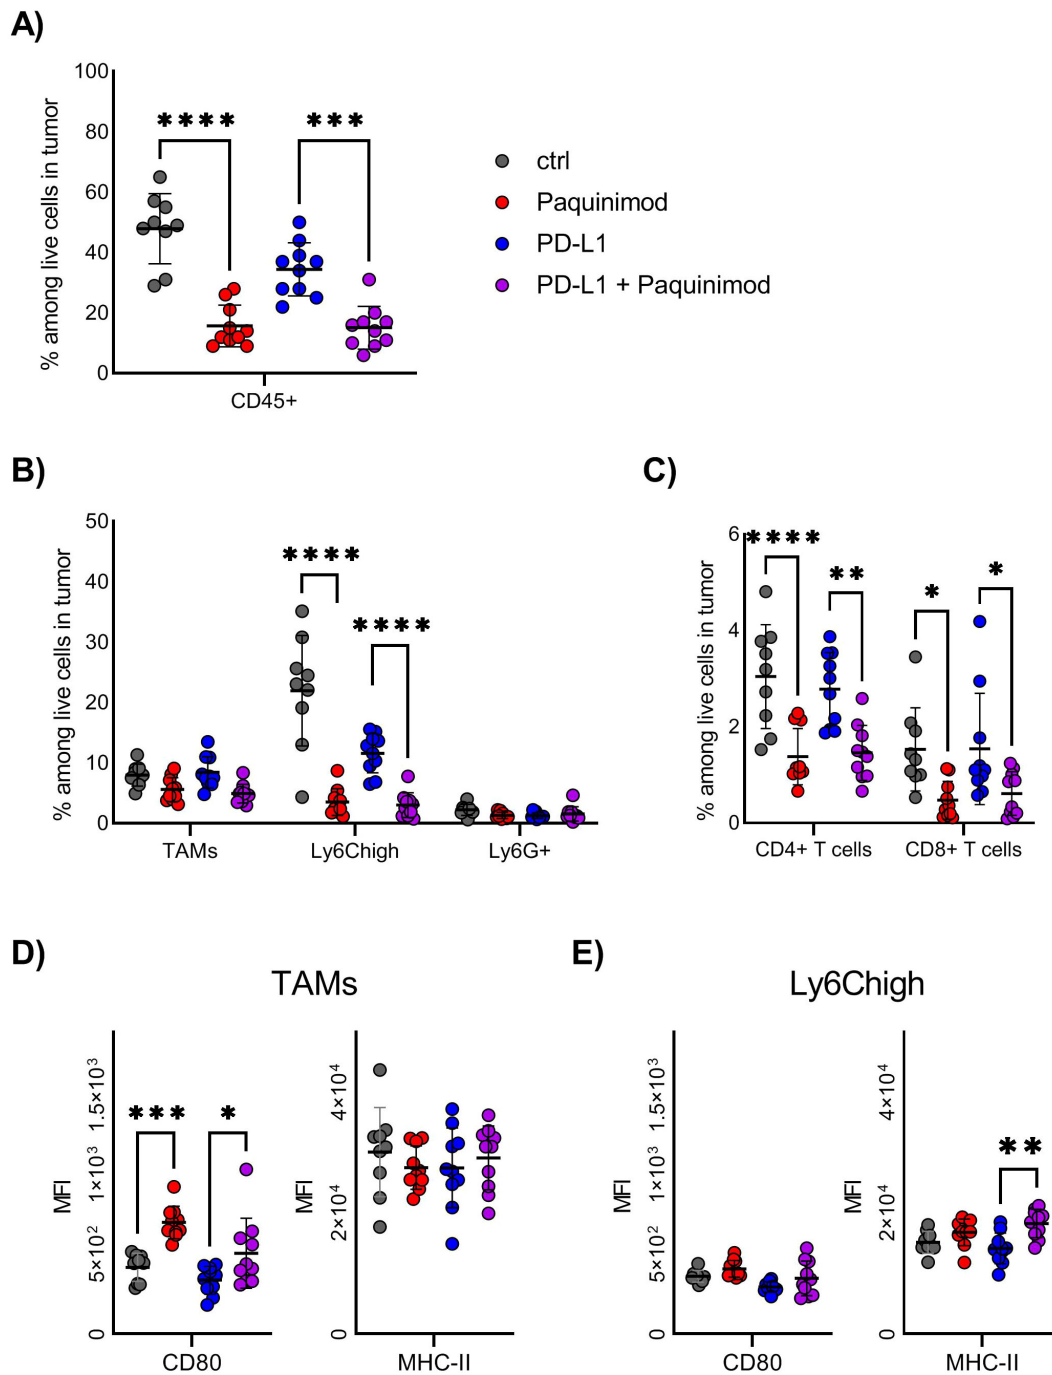 A)
% among live cells in tumor
100
80
60
40
20
0
****
***
CD45+
ctrl
Paquinimod
PD-L1
PD-L1 + Paquinimod
B)
% among live cells in tumor
50
40
30
20
10
0
****
****
TAMs
Ly6Chigh
Ly6G+
C)
% among live cells in tumor
6
4
2
0
****
**
*
*
CD4+ T cells
CD8+ T cells
D)
TAMs
MFI
1.5×10³
1×10³
5×10²
0
***
*
CD80
MFI
4×10⁴
2×10⁴
0
MHC-II
E)
Ly6Chigh
MFI
1.5×10³
1×10³
5×10²
0
CD80
MFI
4×10⁴
2×10⁴
0
**
MHC-II